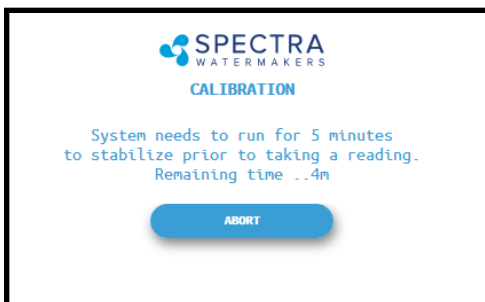 SPECTRA
WATERMAKERS
CALIBRATION
System needs to run for 5 minutes
to stabilize prior to taking a reading.
Remaining time ..4m
ABORT